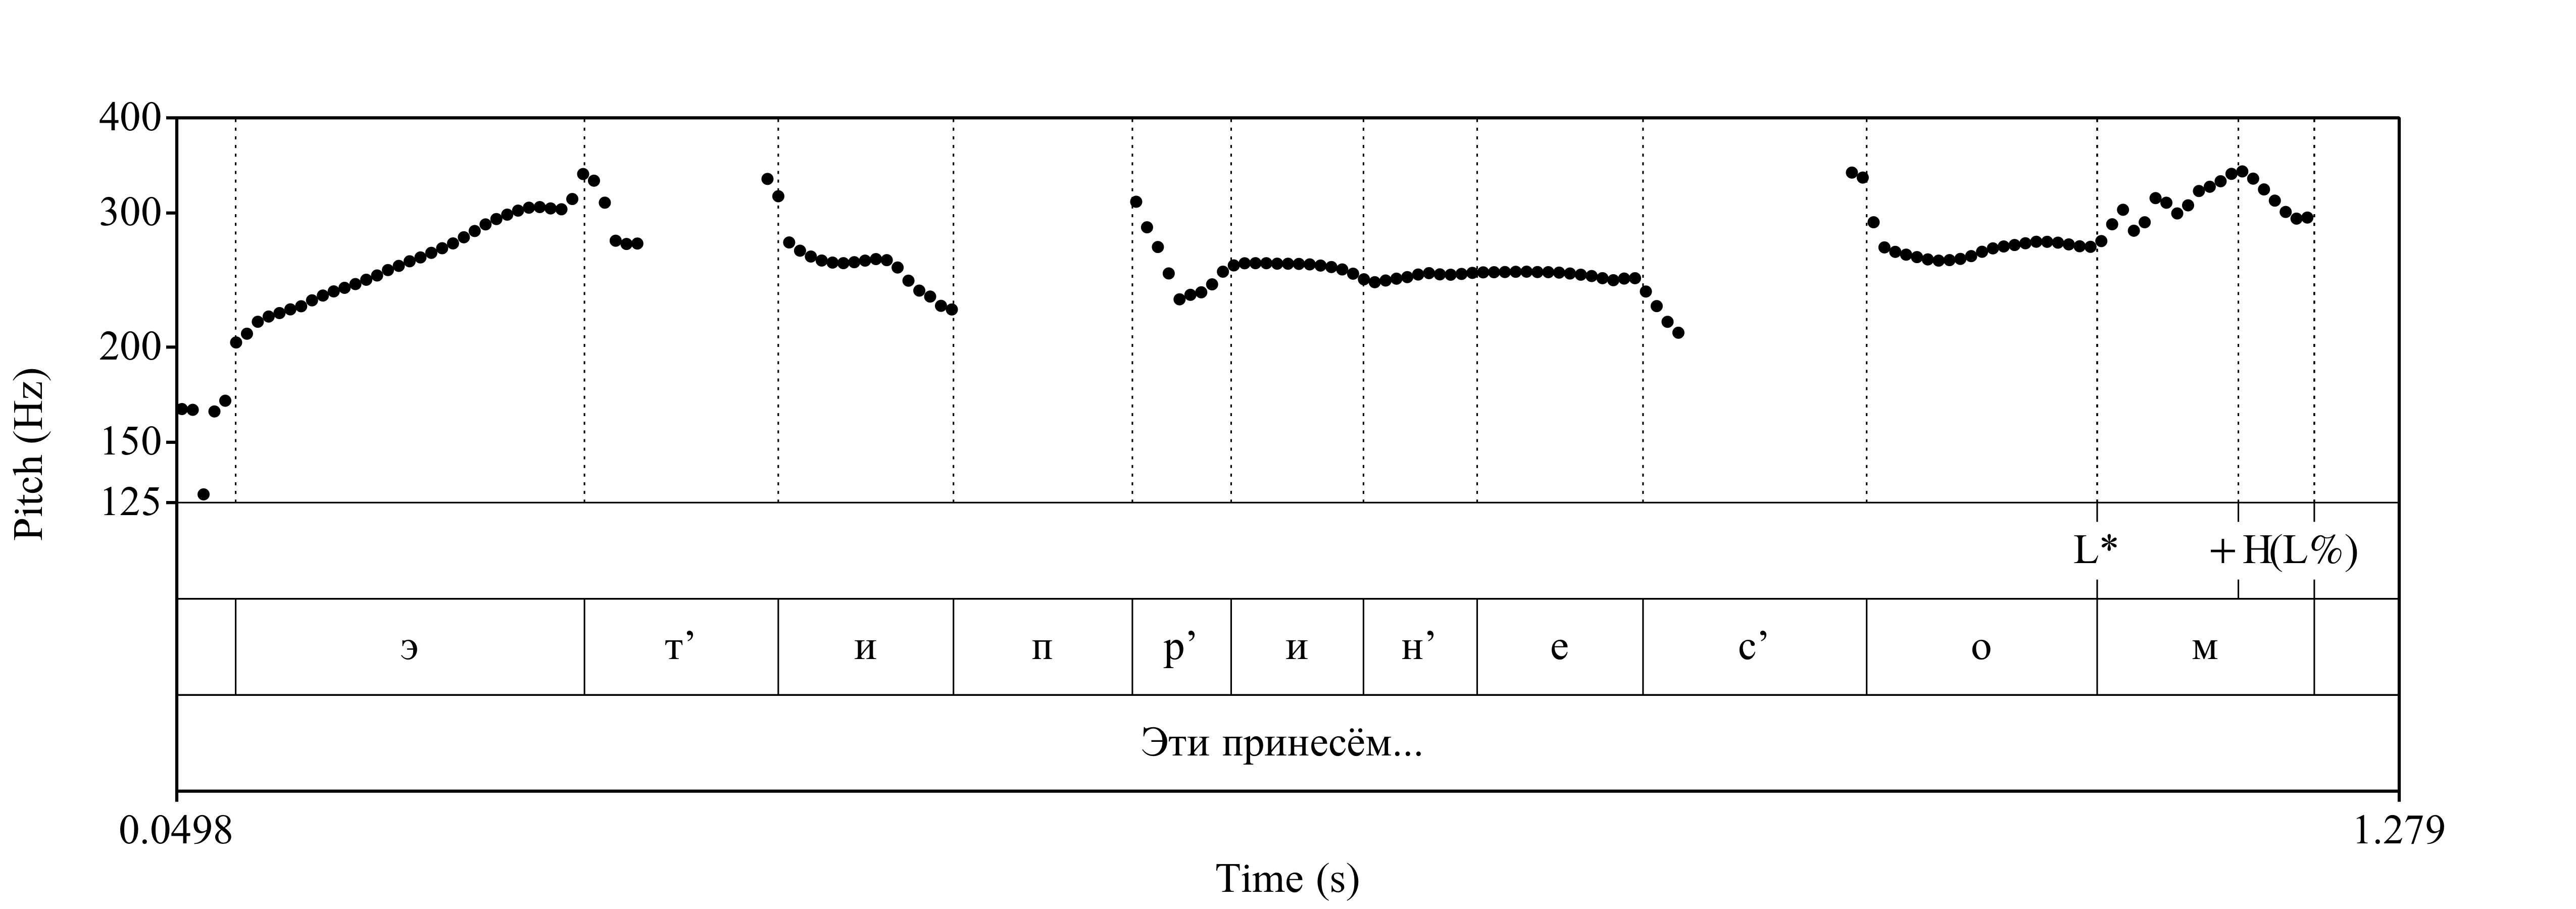 400
300
200
150
125
Pitch (Hz)
L* +H(L%)
э т’ и п р’ и н’ е с’ о м
Эти принесём...
0.0498 1.279
Time (s)